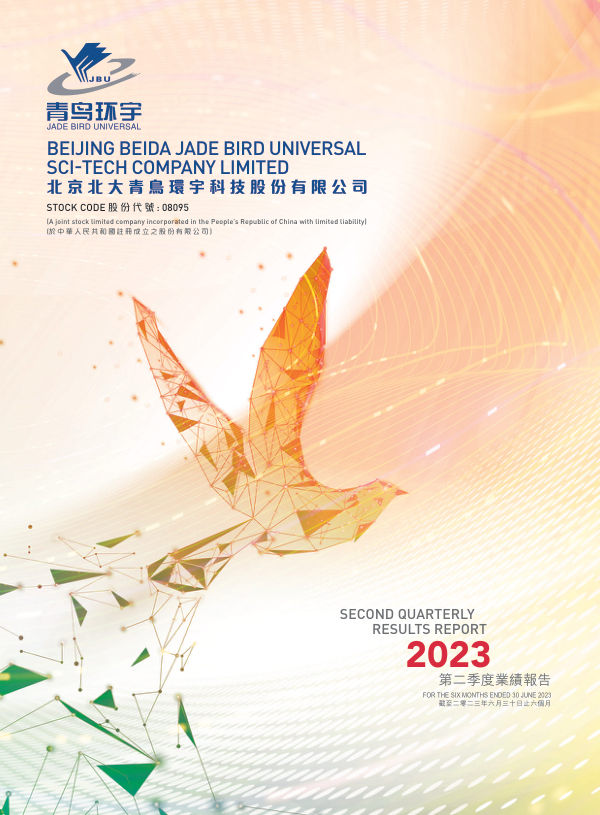 JBU
青鸟环宇
JADE BIRD UNIVERSAL
BEIJING BEIDA JADE BIRD UNIVERSAL
SCI-TECH COMPANY LIMITED
北京北大青鳥環宇科技股份有限公司
STOCK CODE 股份代號 : 08095
(A joint stock limited company incorporated in the People's Republic of China with limited liability)
(於中華人民共和國註冊成立之股份有限公司)
SECOND QUARTERLY
RESULTS REPORT
2023
第二季度業績報告
FOR THE SIX MONTHS ENDED 30 JUNE 2023
截至二零二三年六月三十日止六個月